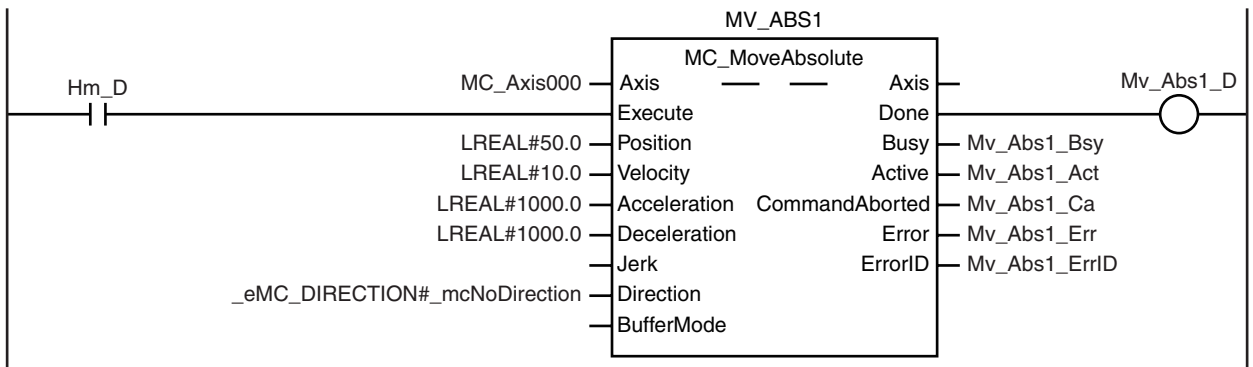 MV_ABS1
MC_MoveAbsolute
MC_Axis000 Axis Axis
Hm_D Execute Done Mv_Abs1_D
LREAL#50.0 Position Busy Mv_Abs1_Bsy
LREAL#10.0 Velocity Active Mv_Abs1_Act
LREAL#1000.0 Acceleration CommandAborted Mv_Abs1_Ca
LREAL#1000.0 Deceleration Error Mv_Abs1_Err
Jerk ErrorID Mv_Abs1_ErrID
_eMC_DIRECTION#_mcNoDirection Direction
BufferMode